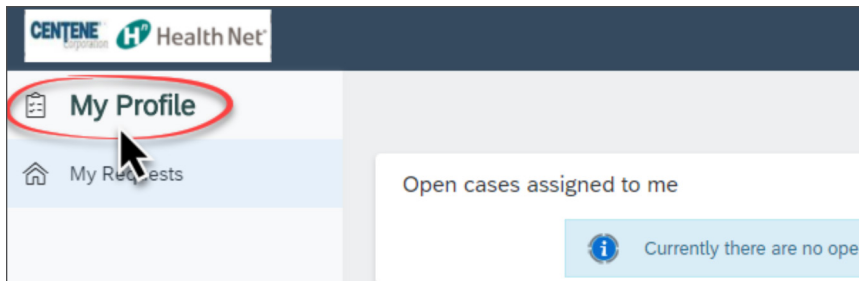 CENTENE
Corporation
Health Net
My Profile
My Requests
Open cases assigned to me
Currently there are no ope